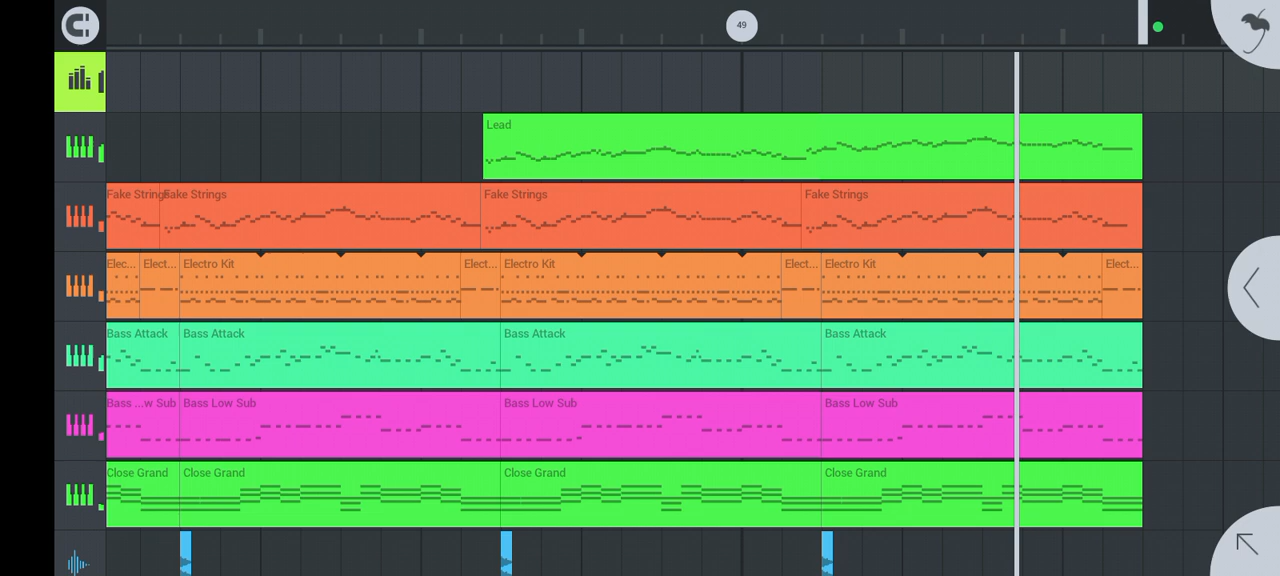 49
Lead
Fake Strings Fake Strings Fake Strings Fake Strings
Elec... Elect... Electro Kit Elect... Electro Kit Elect... Electro Kit Elect...
Bass Attack Bass Attack Bass Attack Bass Attack
Bass ...w Sub Bass Low Sub Bass Low Sub Bass Low Sub
Close Grand Close Grand Close Grand Close Grand